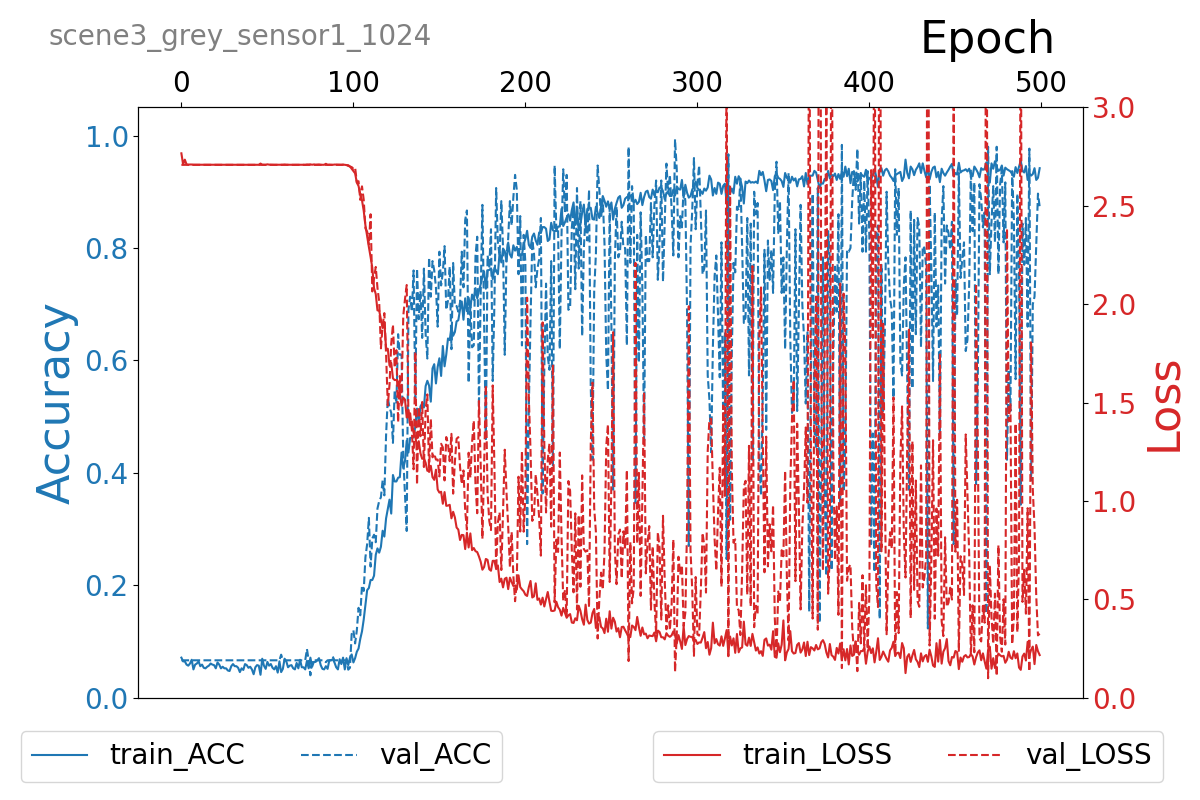 scene3_grey_sensor1_1024
Epoch
0 100 200 300 400 500
1.0
0.8
0.6
0.4
0.2
0.0
Accuracy
3.0
2.5
2.0
1.5
1.0
0.5
0.0
Loss
train_ACC val_ACC
train_LOSS val_LOSS